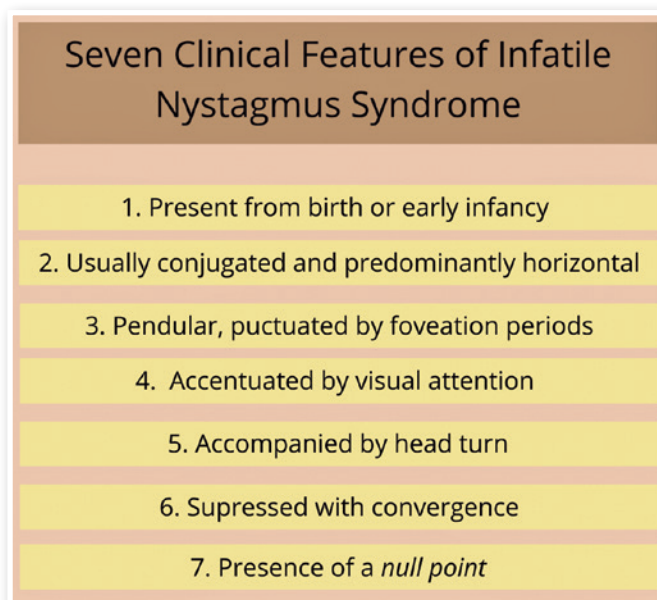 Seven Clinical Features of Infatile
Nystagmus Syndrome
1. Present from birth or early infancy
2. Usually conjugated and predominantly horizontal
3. Pendular, puctuated by foveation periods
4. Accentuated by visual attention
5. Accompanied by head turn
6. Supressed with convergence
7. Presence of a null point